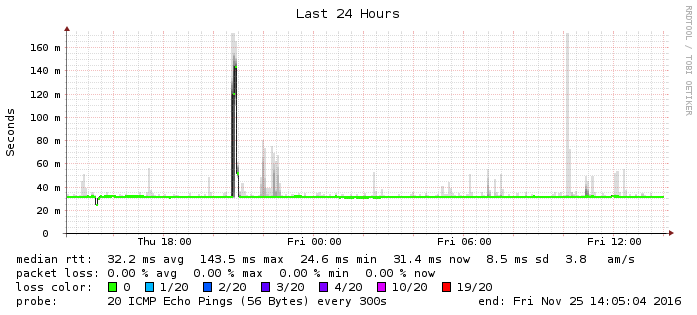 Last 24 Hours
RRDTOOL / TOBI OETIKER
Seconds
160 m
140 m
120 m
100 m
80 m
60 m
40 m
20 m
0
Thu 18:00 Fri 00:00 Fri 06:00 Fri 12:00
median rtt: 32.2 ms avg 143.5 ms max 24.6 ms min 31.4 ms now 8.5 ms sd 3.8 am/s
packet loss: 0.00 % avg 0.00 % max 0.00 % min 0.00 % now
loss color: 0 1/20 2/20 3/20 4/20 10/20 19/20
probe: 20 ICMP Echo Pings (56 Bytes) every 300s end: Fri Nov 25 14:05:04 2016